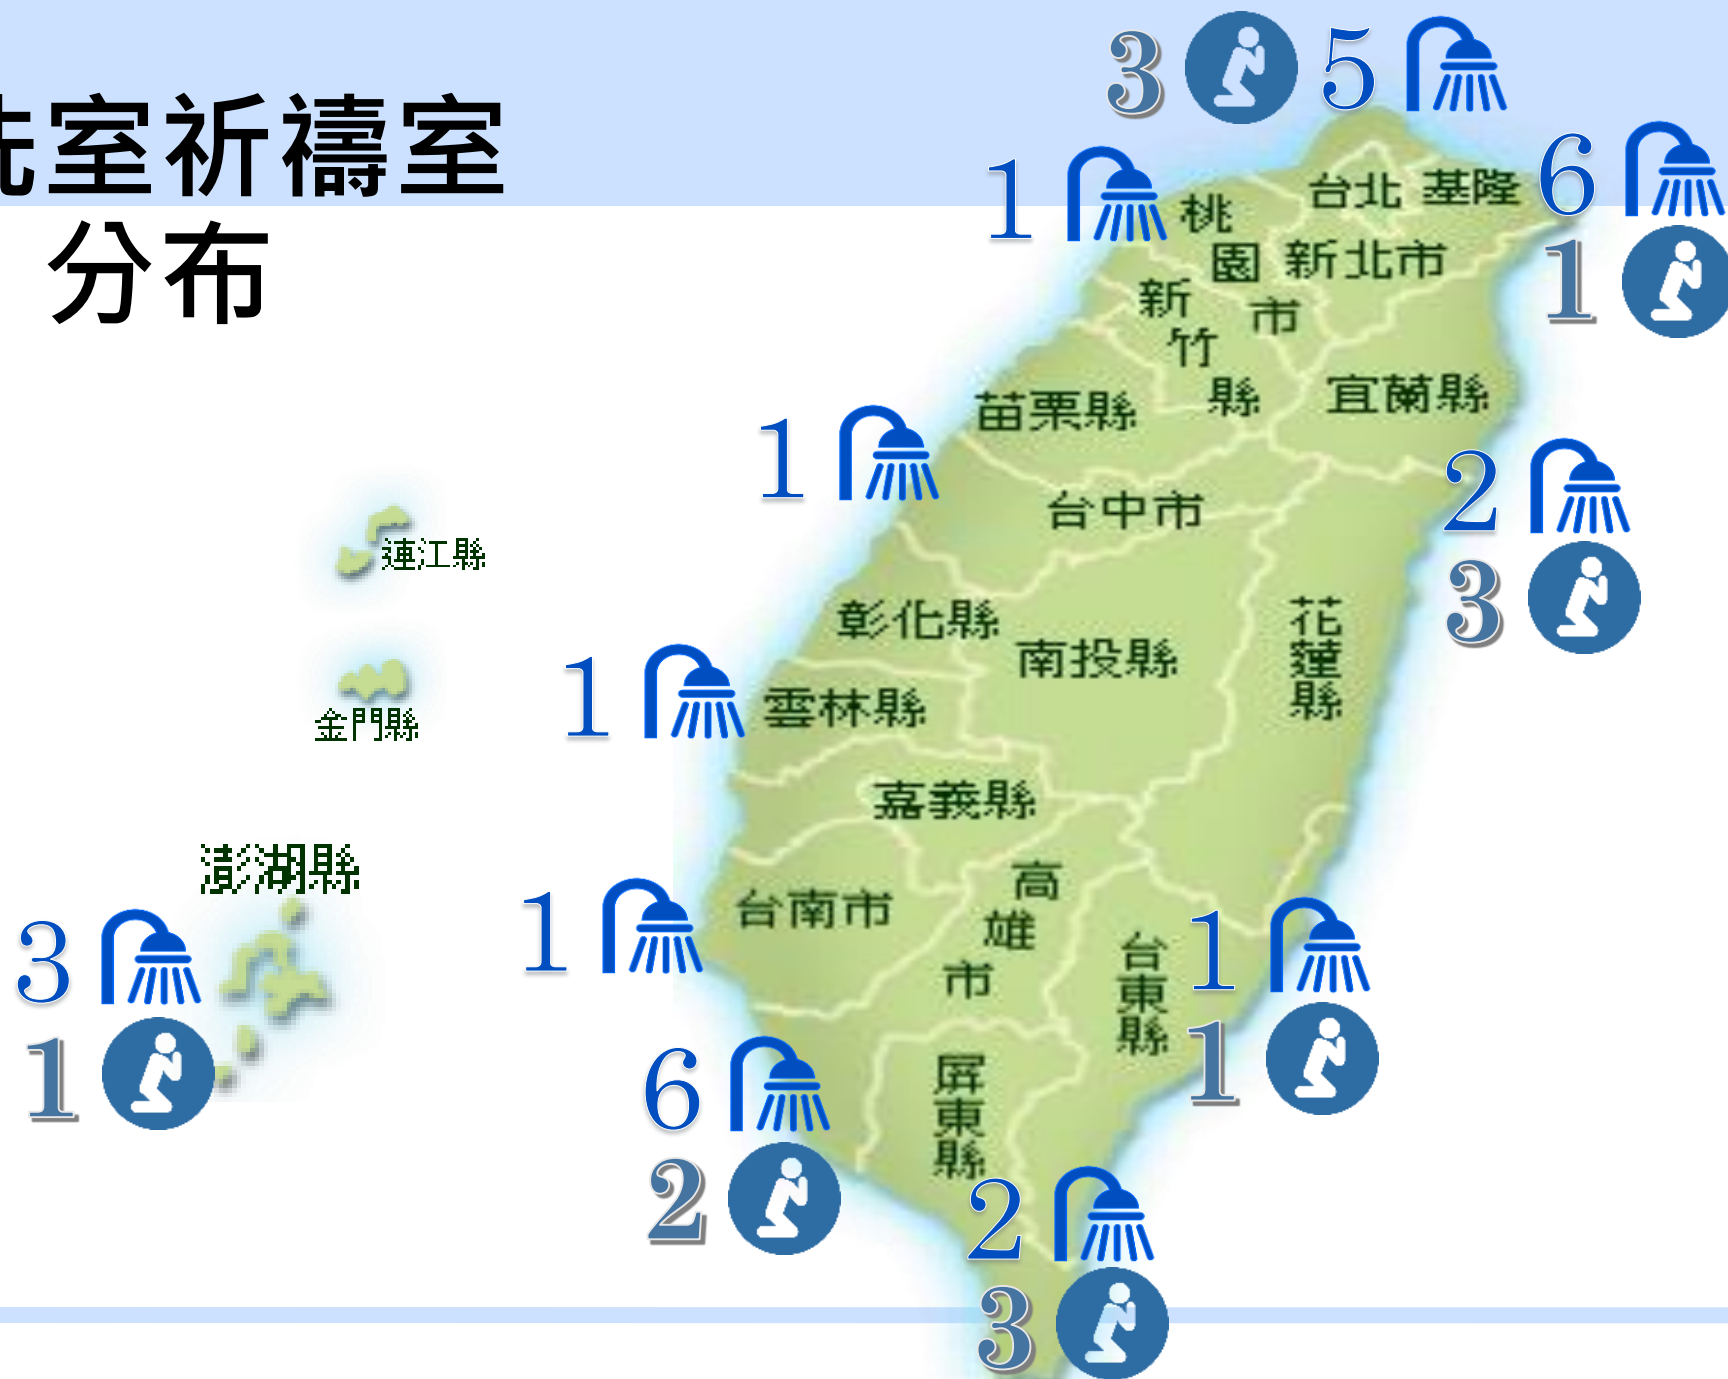 洗室祈禱室
分布
3 5
1 6
1
桃
園
市
台北 基隆
新北市
新
竹
縣
苗栗縣 宜蘭縣
1 2
3
台中市
連江縣
彰化縣 南投縣
花
蓮
縣
1
雲林縣
金門縣
嘉義縣
澎湖縣
3
1
1
台南市
高
雄
市
台
東
縣
1
1
6
2
屏
東
縣
2
3